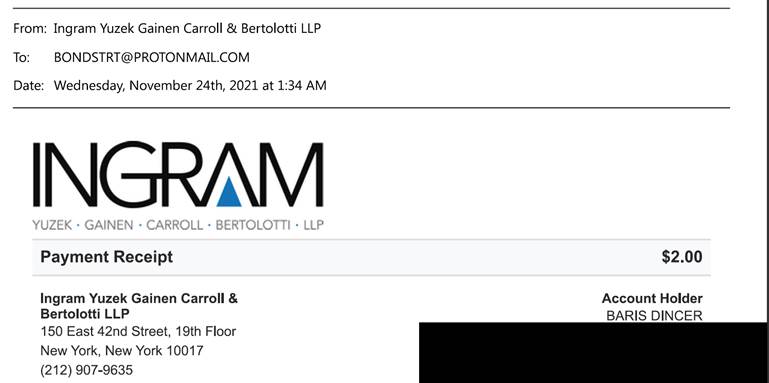 From: Ingram Yuzek Gainen Carroll & Bertolotti LLP
To: BONDSTRT@PROTONMAIL.COM
Date: Wednesday, November 24th, 2021 at 1:34 AM
INGRAM
YUZEK · GAINEN · CARROLL · BERTOLOTTI · LLP
Payment Receipt $2.00
Ingram Yuzek Gainen Carroll & Account Holder
Bertolotti LLP BARIS DINCER
150 East 42nd Street, 19th Floor
New York, New York 10017
(212) 907-9635